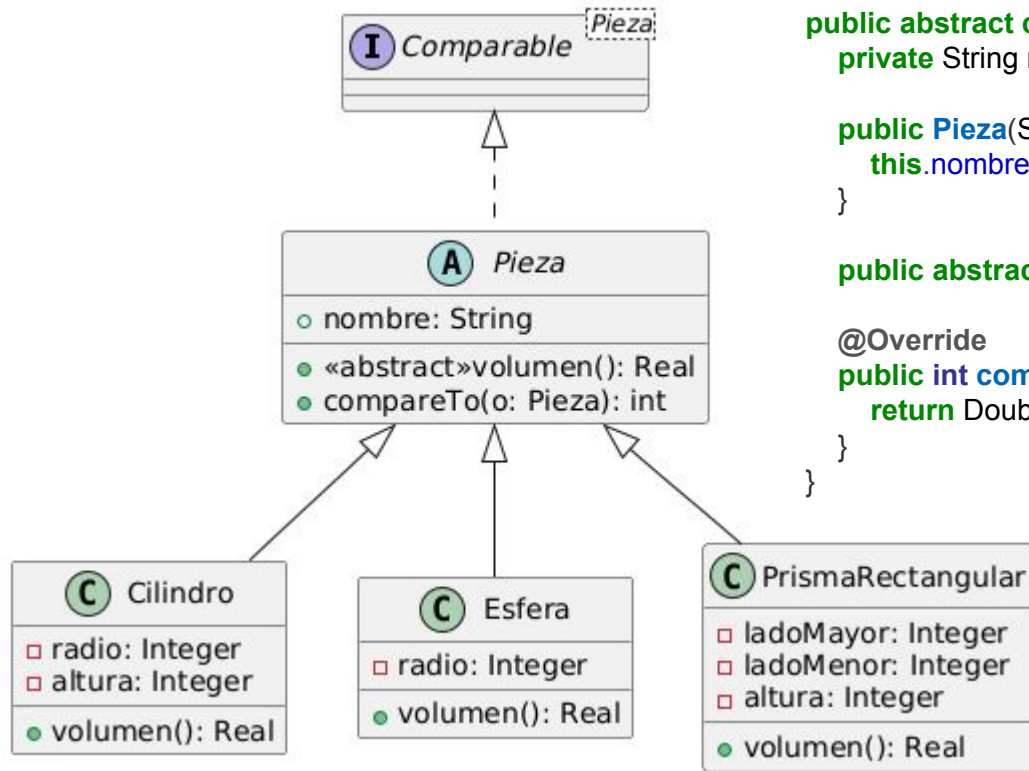 I Comparable Pieza
A Pieza
nombre: String
«abstract»volumen(): Real
compareTo(o: Pieza): int
C Cilindro
radio: Integer
altura: Integer
volumen(): Real
C Esfera
radio: Integer
volumen(): Real
C PrismaRectangular
ladoMayor: Integer
ladoMenor: Integer
altura: Integer
volumen(): Real
public abstract
private String
public Pieza(
this.nombre
}
public
@Override
public int
return
}
}